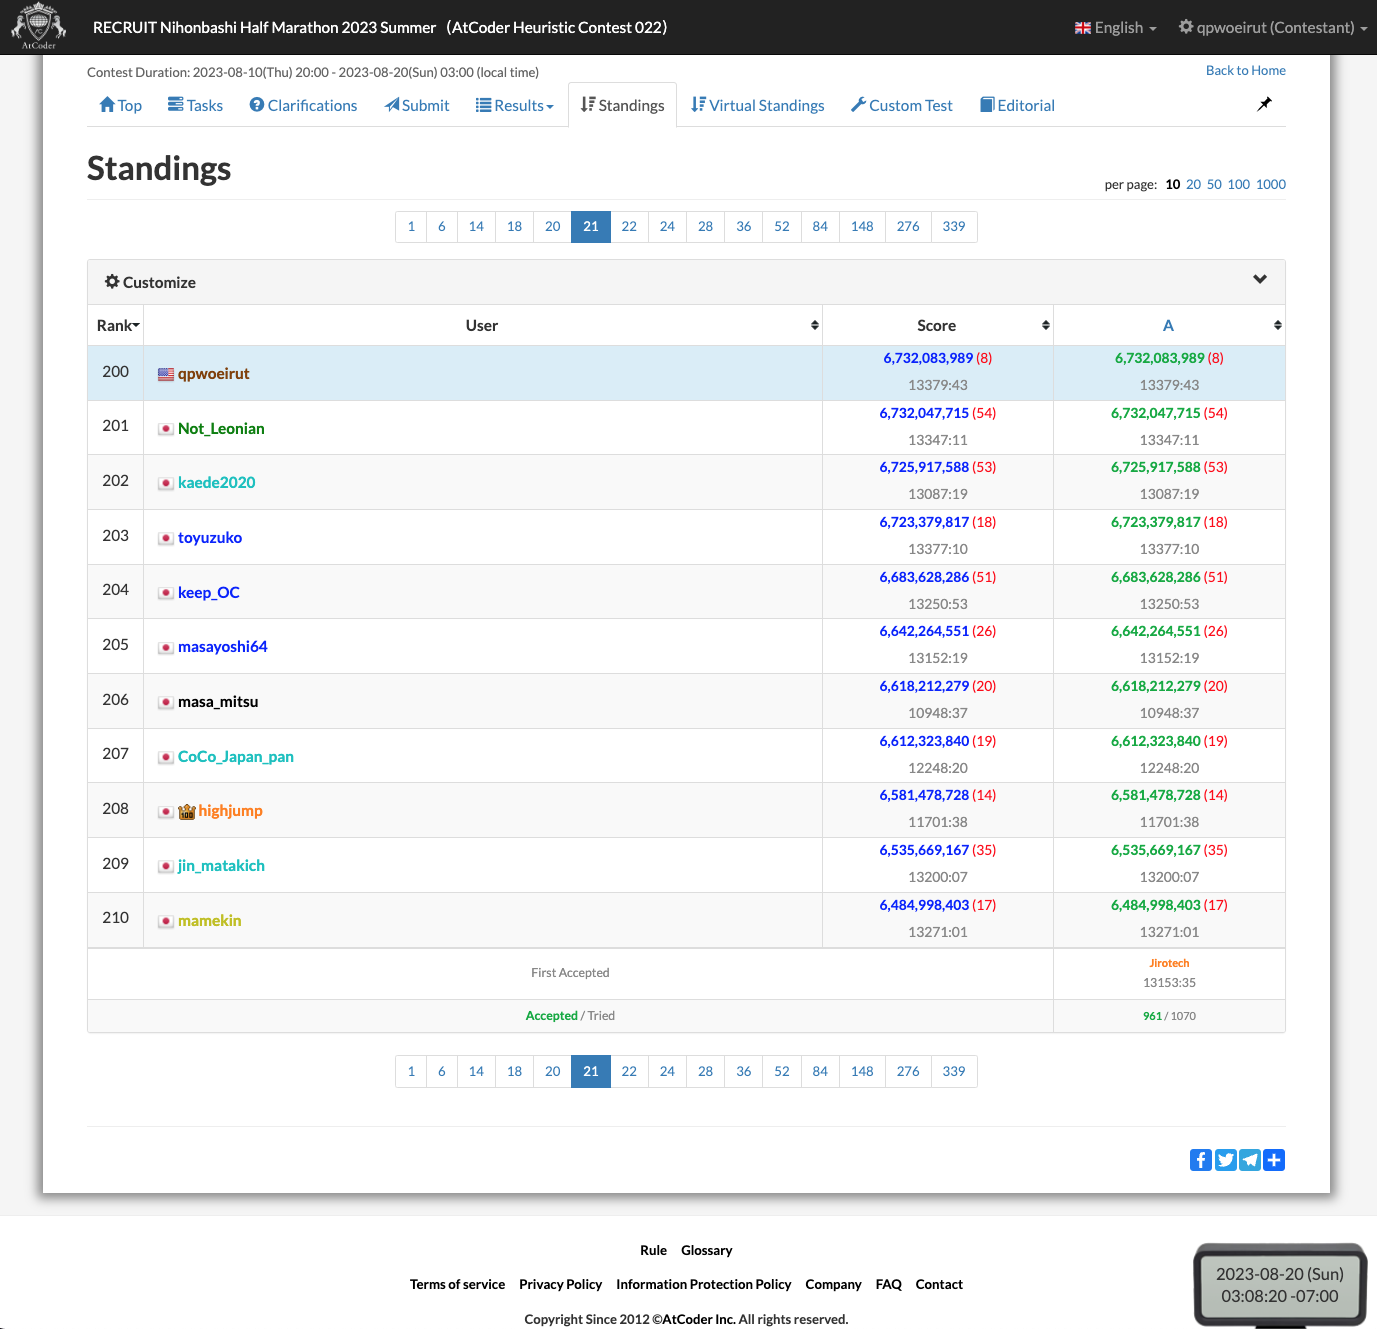 AtCoder
RECRUIT Nihonbashi Half Marathon 2023 Summer （AtCoder Heuristic Contest 022）
English
qpwoeirut (Contestant)
Contest Duration: 2023-08-10(Thu) 20:00 - 2023-08-20(Sun) 03:00 (local time)
Back to Home
Top Tasks Clarifications Submit Results Standings Virtual Standings Custom Test Editorial
Standings
per page: 10 20 50 100 1000
1 6 14 18 20 21 22 24 28 36 52 84 148 276 339
Customize
Rank User Score A
200 qpwoeirut 6,732,083,989 (8) 6,732,083,989 (8)
13379:43 13379:43
201 Not_Leonian 6,732,047,715 (54) 6,732,047,715 (54)
13347:11 13347:11
202 kaede2020 6,725,917,588 (53) 6,725,917,588 (53)
13087:19 13087:19
203 toyuzuko 6,723,379,817 (18) 6,723,379,817 (18)
13377:10 13377:10
204 keep_OC 6,683,628,286 (51) 6,683,628,286 (51)
13250:53 13250:53
205 masayoshi64 6,642,264,551 (26) 6,642,264,551 (26)
13152:19 13152:19
206 masa_mitsu 6,618,212,279 (20) 6,618,212,279 (20)
10948:37 10948:37
207 CoCo_Japan_pan 6,612,323,840 (19) 6,612,323,840 (19)
12248:20 12248:20
208 100 highjump 6,581,478,728 (14) 6,581,478,728 (14)
11701:38 11701:38
209 jin_matakich 6,535,669,167 (35) 6,535,669,167 (35)
13200:07 13200:07
210 mamekin 6,484,998,403 (17) 6,484,998,403 (17)
13271:01 13271:01
First Accepted Jirotech
13153:35
Accepted / Tried 961 / 1070
1 6 14 18 20 21 22 24 28 36 52 84 148 276 339
Rule Glossary
Terms of service Privacy Policy Information Protection Policy Company FAQ Contact
Copyright Since 2012 ©AtCoder Inc. All rights reserved.
2023-08-20 (Sun)
03:08:20 -07:00